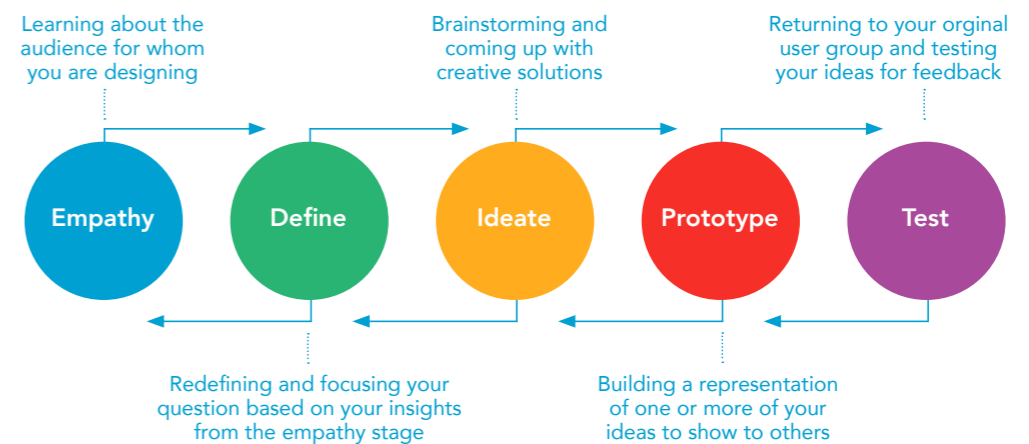 Learning about the
audience for whom
you are designing
Brainstorming and
coming up with
creative solutions
Returning to your orginal
user group and testing
your ideas for feedback
Empathy
Define
Ideate
Prototype
Test
Redefining and focusing your
question based on your insights
from the empathy stage
Building a representation
of one or more of your
ideas to show to others